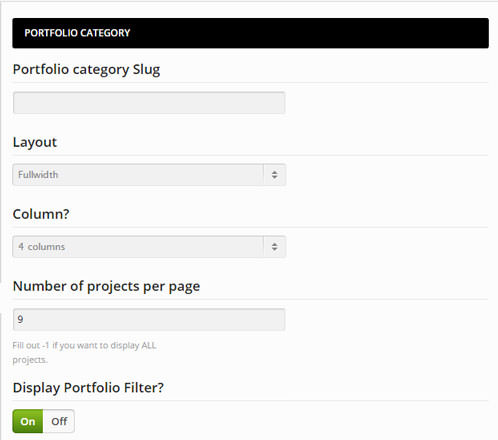 PORTFOLIO CATEGORY
Portfolio category Slug
Layout
Fullwidth
Column?
4 columns
Number of projects per page
9
Fill out -1 if you want to display ALL
projects.
Display Portfolio Filter?
On Off